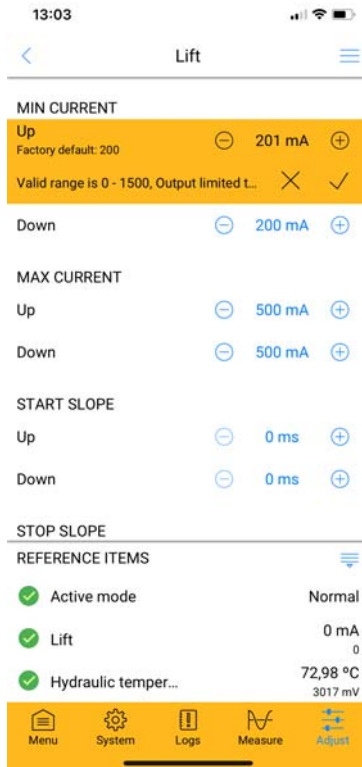 13:03
Lift
MIN CURRENT
Up
Factory default: 200
201 mA
Valid range is 0 - 1500, Output limited t...
Down 200 mA
MAX CURRENT
Up 500 mA
Down 500 mA
START SLOPE
Up 0 ms
Down 0 ms
STOP SLOPE
REFERENCE ITEMS
Active mode Normal
Lift 0 mA
0
Hydraulic temper... 72,98 ºC
3017 mV
Menu System Logs Measure Adjust